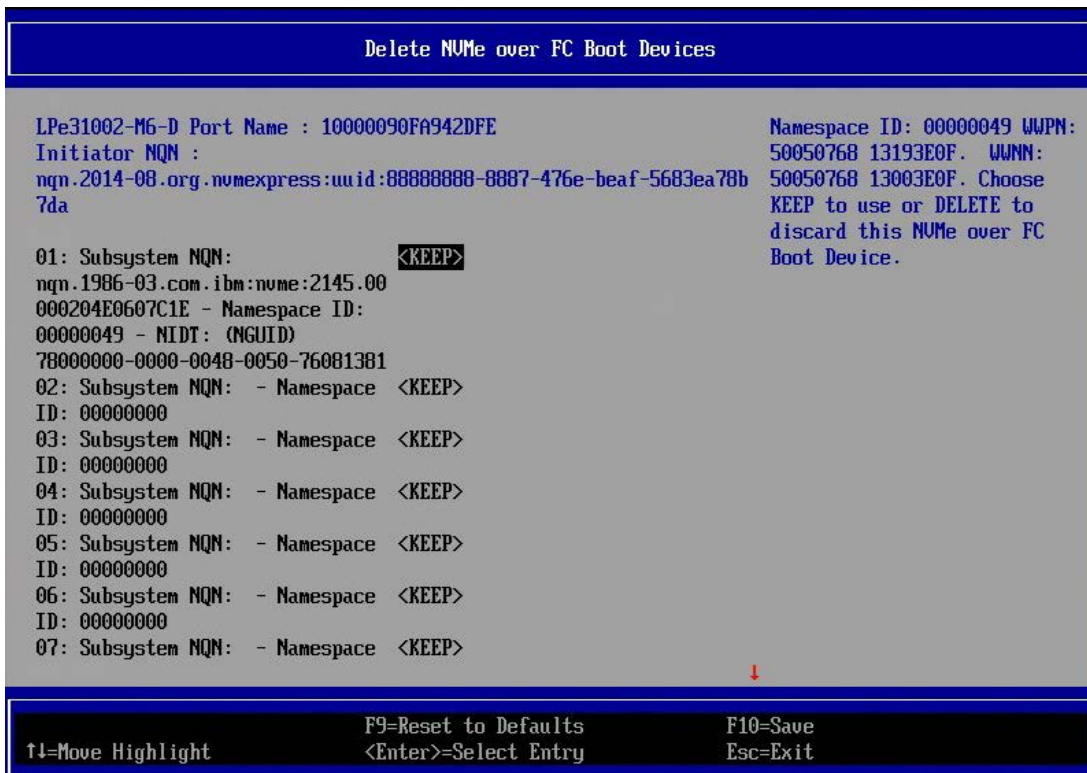 Delete NVMe over FC Boot Devices
LPe31002-M6-D Port Name : 10000090FA942DFE
Initiator NQN :
nqn.2014-08.org.nvmexpress:uuid:88888888-8887-476e-beaf-5683ea78b
7da
01: Subsystem NQN: <KEEP>
nqn.1986-03.com.ibm:nvme:2145.00
000204E0607C1E - Namespace ID:
00000049 - NIDT: (NGUID)
78000000-0000-0048-0050-76081381
02: Subsystem NQN: - Namespace <KEEP>
ID: 00000000
03: Subsystem NQN: - Namespace <KEEP>
ID: 00000000
04: Subsystem NQN: - Namespace <KEEP>
ID: 00000000
05: Subsystem NQN: - Namespace <KEEP>
ID: 00000000
06: Subsystem NQN: - Namespace <KEEP>
ID: 00000000
07: Subsystem NQN: - Namespace <KEEP>
Namespace ID: 00000049 WWPN:
50050768 13193E0F. WWNN:
50050768 13003E0F. Choose
KEEP to use or DELETE to
discard this NVMe over FC
Boot Device.
↓
F9=Reset to Defaults F10=Save
↑↓=Move Highlight <Enter>=Select Entry Esc=Exit